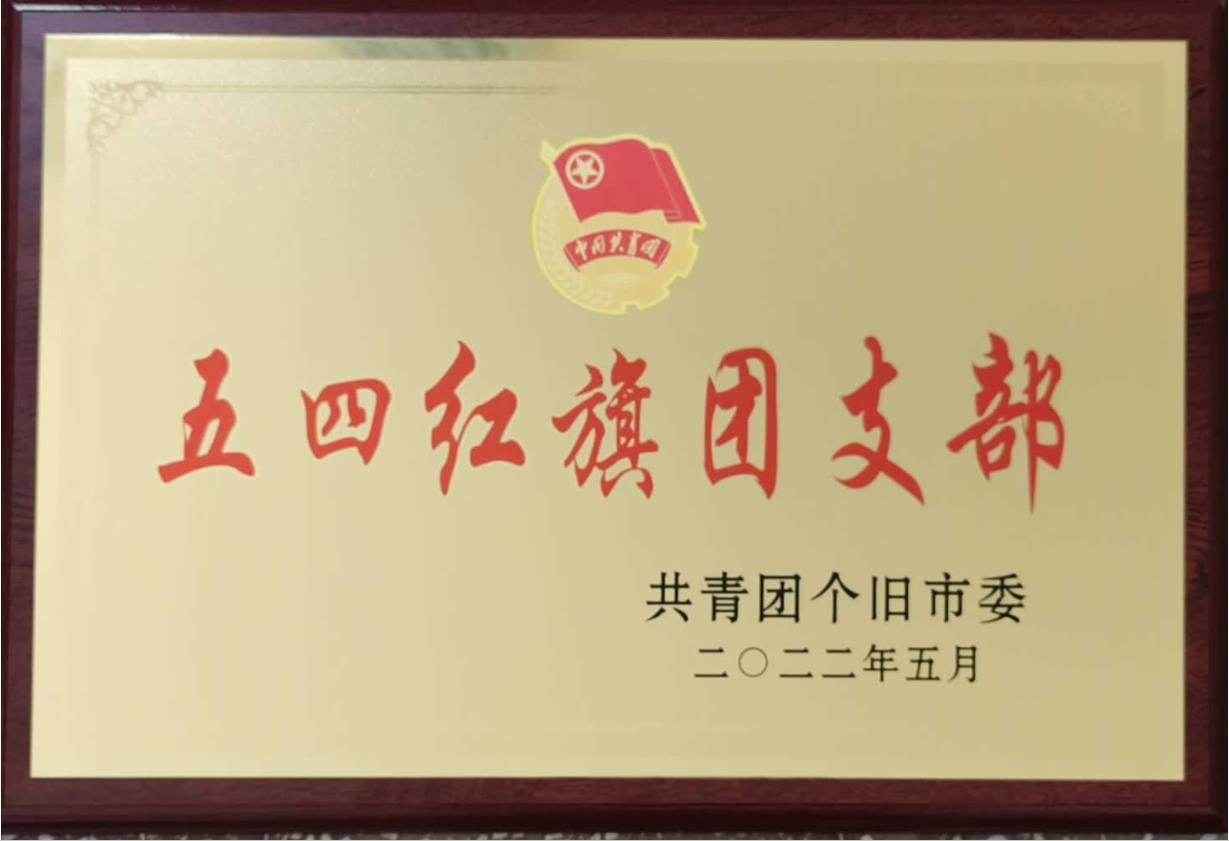 中国共青团
五四红旗团支部
共青团个旧市委
二〇二二年五月